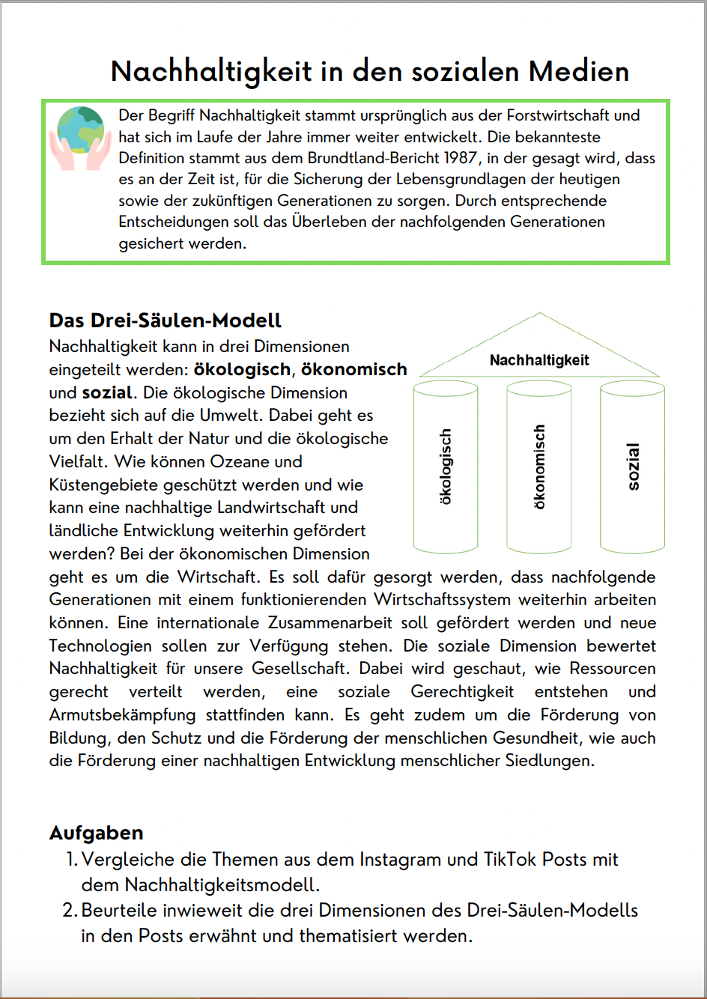 Nachhaltigkeit in den sozialen Medien
Der Begriff Nachhaltigkeit stammt ursprünglich aus der Forstwirtschaft und
hat sich im Laufe der Jahre immer weiter entwickelt. Die bekannteste
Definition stammt aus dem Brundtland-Bericht 1987, in der gesagt wird, dass
es an der Zeit ist, für die Sicherung der Lebensgrundlagen der heutigen
sowie der zukünftigen Generationen zu sorgen. Durch entsprechende
Entscheidungen soll das Überleben der nachfolgenden Generationen
gesichert werden.
Das Drei-Säulen-Modell
Nachhaltigkeit kann in drei Dimensionen
eingeteilt werden: ökologisch, ökonomisch
und sozial. Die ökologische Dimension
bezieht sich auf die Umwelt. Dabei geht es
um den Erhalt der Natur und die ökologische
Vielfalt. Wie können Ozeane und
Küstengebiete geschützt werden und wie
kann eine nachhaltige Landwirtschaft und
ländliche Entwicklung weiterhin gefördert
werden? Bei der ökonomischen Dimension
geht es um die Wirtschaft. Es soll dafür gesorgt werden, dass nachfolgende
Generationen mit einem funktionierenden Wirtschaftssystem weiterhin arbeiten
können. Eine internationale Zusammenarbeit soll gefördert werden und neue
Technologien sollen zur Verfügung stehen. Die soziale Dimension bewertet
Nachhaltigkeit für unsere Gesellschaft. Dabei wird geschaut, wie Ressourcen
gerecht verteilt werden, eine soziale Gerechtigkeit entstehen und
Armutsbekämpfung stattfinden kann. Es geht zudem um die Förderung von
Bildung, den Schutz und die Förderung der menschlichen Gesundheit, wie auch
die Förderung einer nachhaltigen Entwicklung menschlicher Siedlungen.
Nachhaltigkeit
ökologisch
ökonomisch
sozial
Aufgaben
1. Vergleiche die Themen aus dem Instagram und TikTok Posts mit
dem Nachhaltigkeitsmodell.
2. Beurteile inwieweit die drei Dimensionen des Drei-Säulen-Modells
in den Posts erwähnt und thematisiert werden.